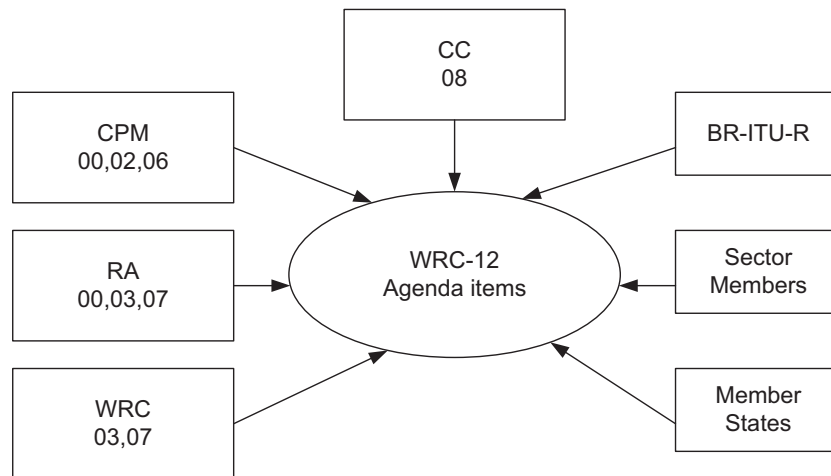 CC
08
CPM
00,02,06
BR-ITU-R
RA
00,03,07
WRC-12
Agenda items
Sector
Members
WRC
03,07
Member
States